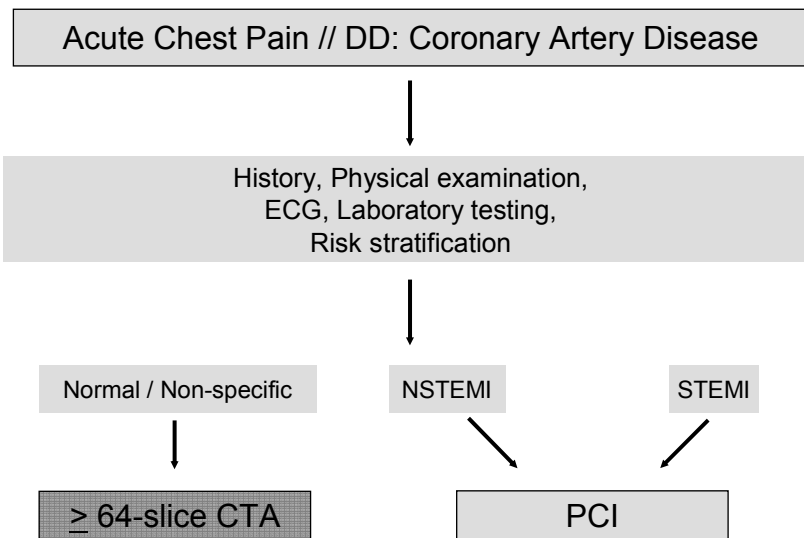 Acute Chest Pain // DD: Coronary Artery Disease
History, Physical examination,
ECG, Laboratory testing,
Risk stratification
Normal / Non-specific
NSTEMI
STEMI
≥ 64-slice CTA
PCI